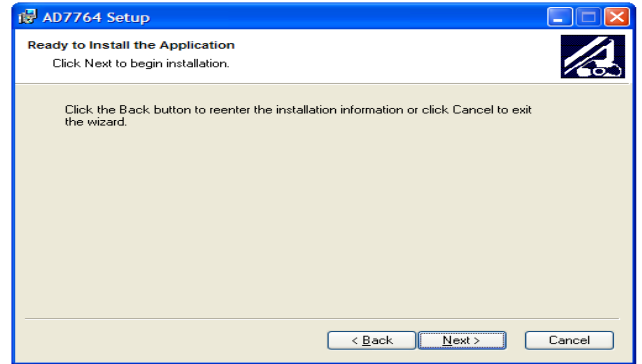 AD7764 Setup
Ready to Install the Application
Click Next to begin installation.
Click the Back button to reenter the installation information or click Cancel to exit
the wizard.
< Back Next > Cancel